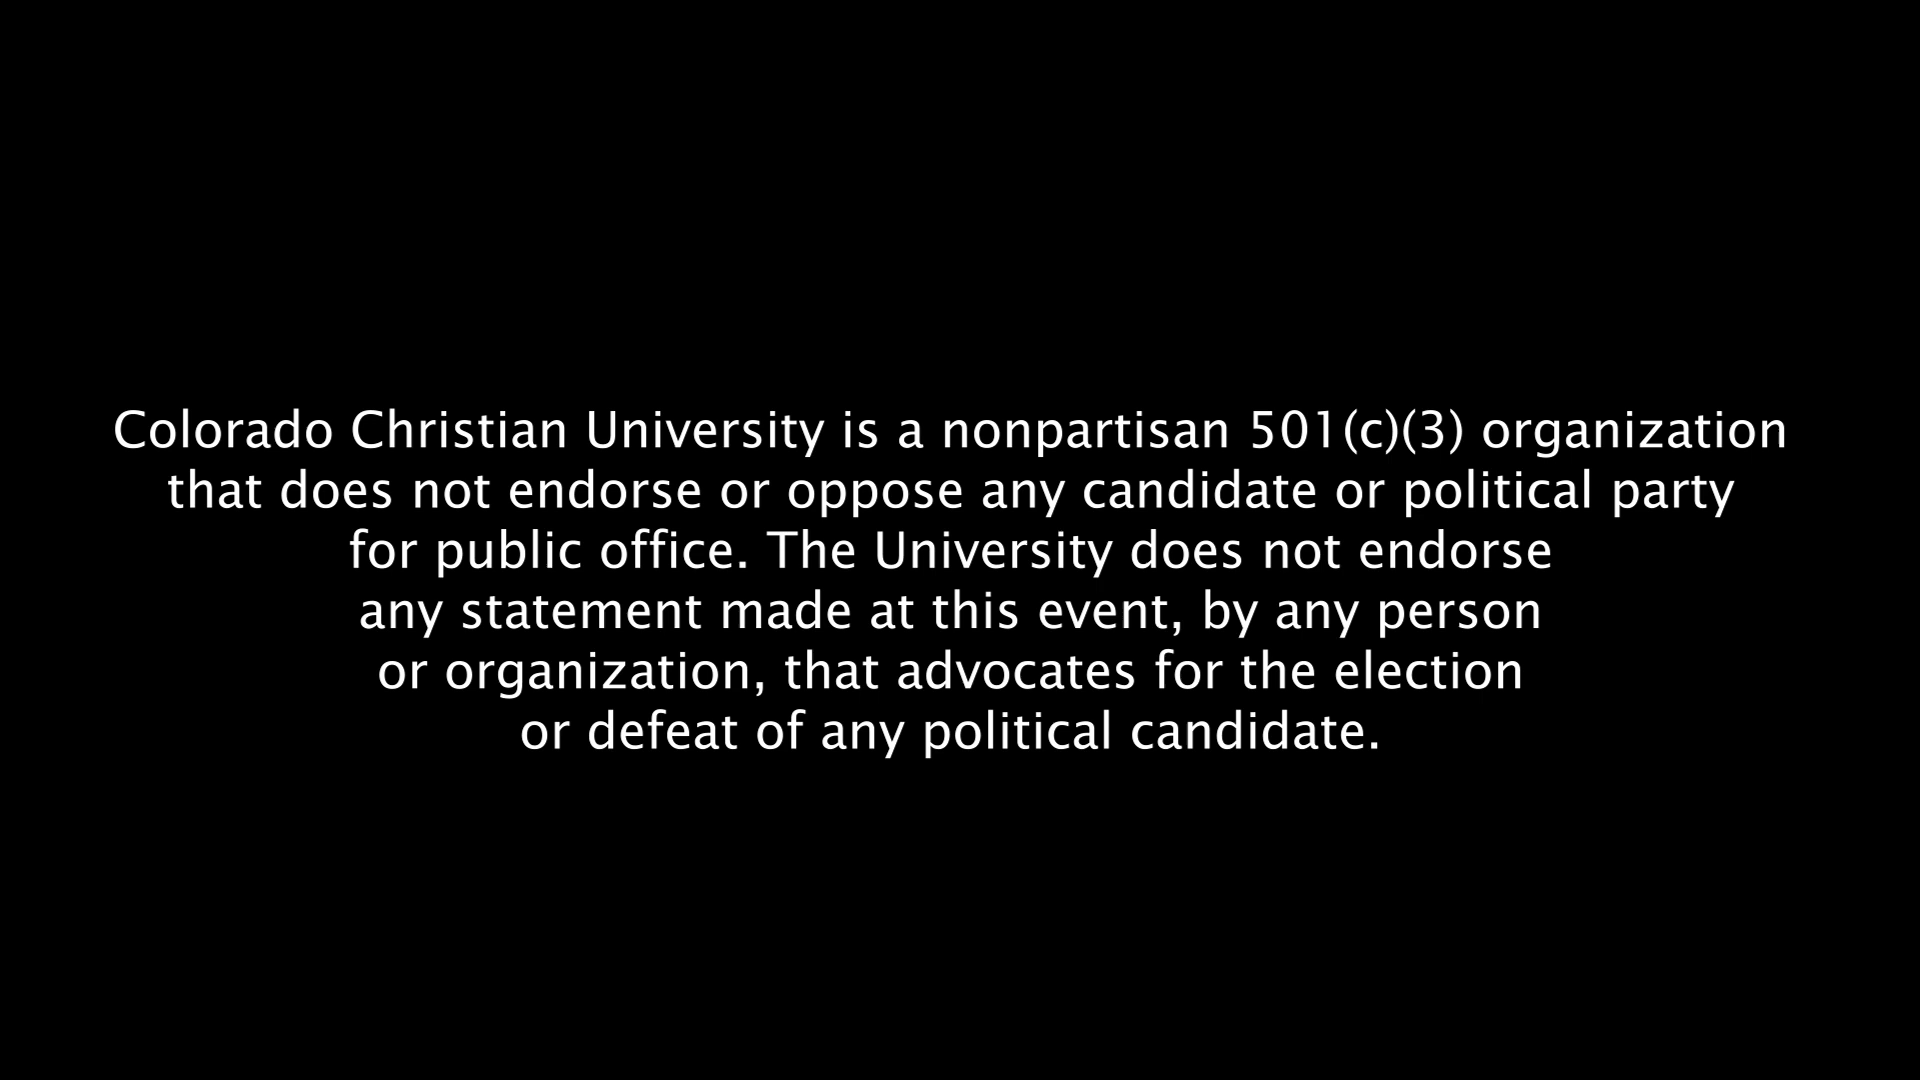 Colorado Christian University is a nonpartisan 501(c)(3) organization
that does not endorse or oppose any candidate or political party
for public office. The University does not endorse
any statement made at this event, by any person
or organization, that advocates for the election
or defeat of any political candidate.